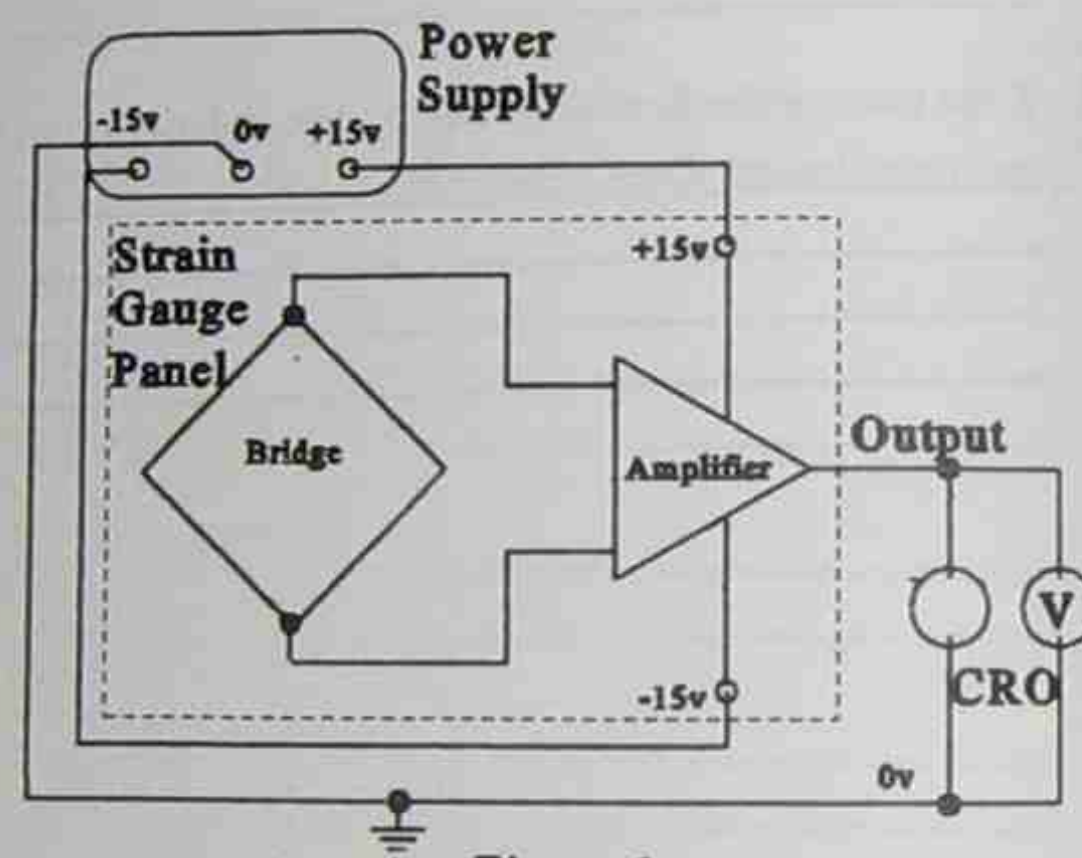 Power
Supply
-15v 0v +15v
Strain
Gauge
Panel
+15v
Bridge
Amplifier
Output
V
CRO
-15v
0v